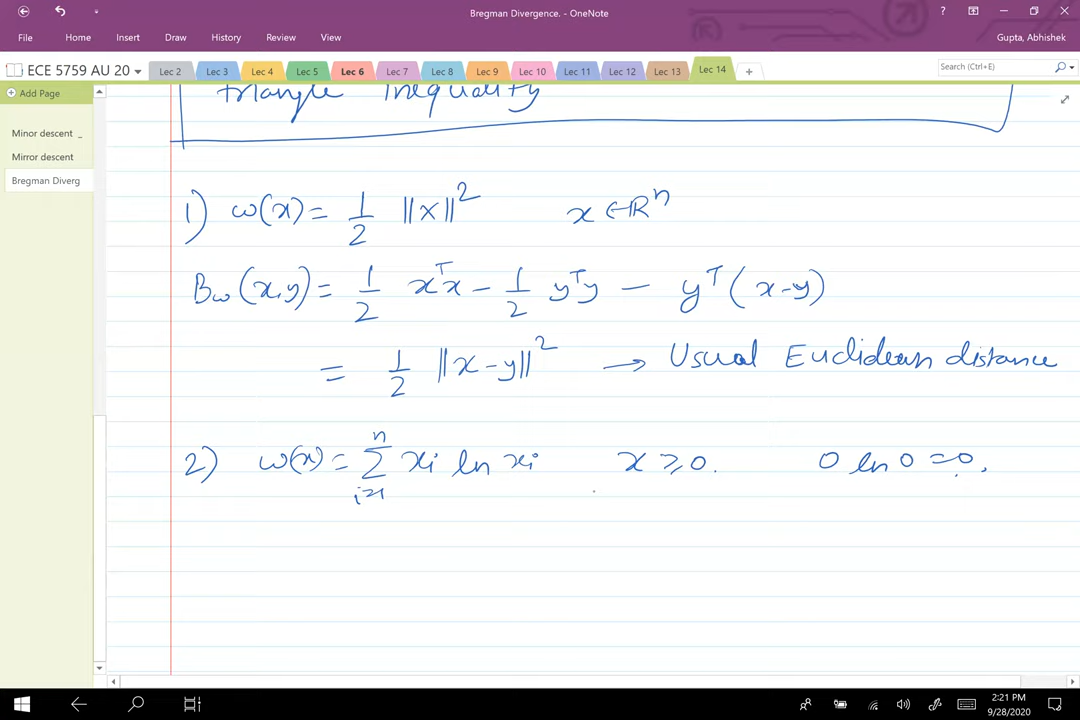 Bregman Divergence. - OneNote
File Home Insert Draw History Review View Gupta, Abhishek
ECE 5759 AU 20 Lec 2 Lec 3 Lec 4 Lec 5 Lec 6 Lec 7 Lec 8 Lec 9 Lec 10 Lec 11 Lec 12 Lec 13 Lec 14 + Search (Ctrl+E)
Add Page
Minor descent
Mirror descent
Bregman Diverg
Triangle Inequality
1) ω(x) = 1/2 ||x||² x ∈ ℝⁿ
Bω(x,y) = 1/2 xᵀx − 1/2 yᵀy − yᵀ(x−y)
= 1/2 ||x−y||² → Usual Euclidean distance
2) ω(x) = ∑_{i=1}^{n} xᵢ ln xᵢ x ≥ 0. 0 ln 0 = 0.
2:21 PM
9/28/2020